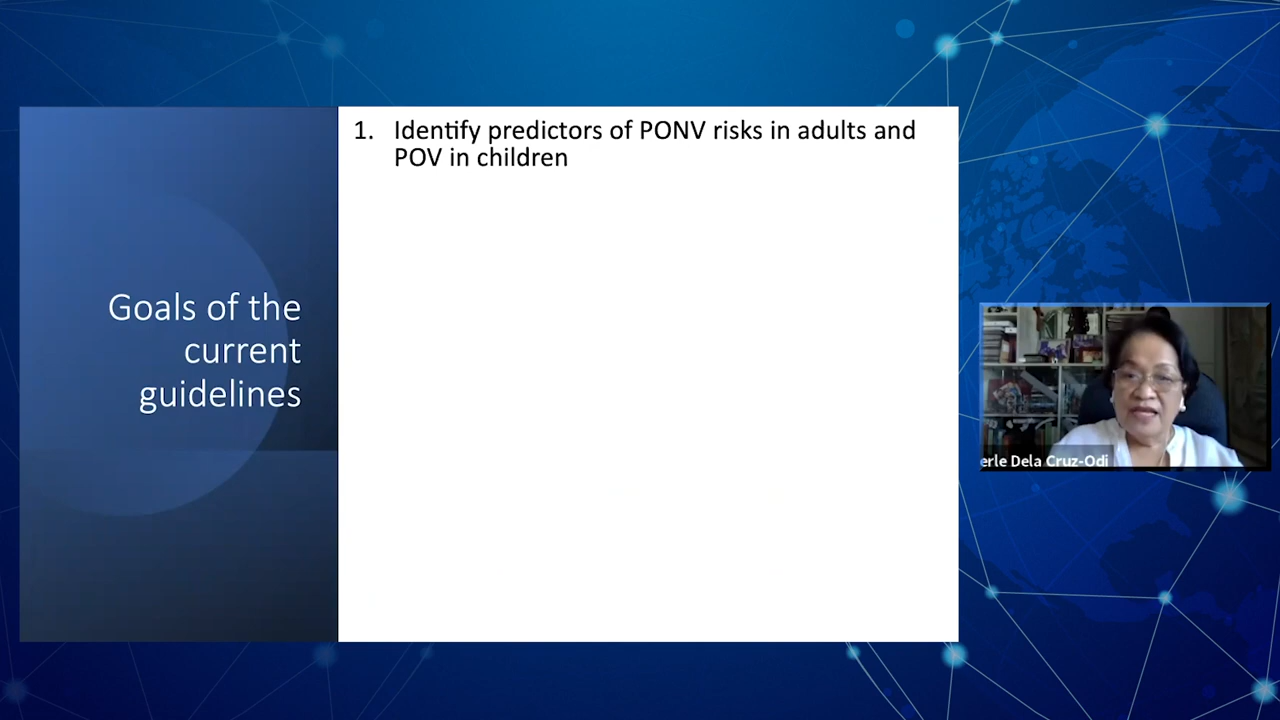 1. Identify predictors of PONV risks in adults and
POV in children
Goals of the
current
guidelines
erle Dela Cruz-Odi